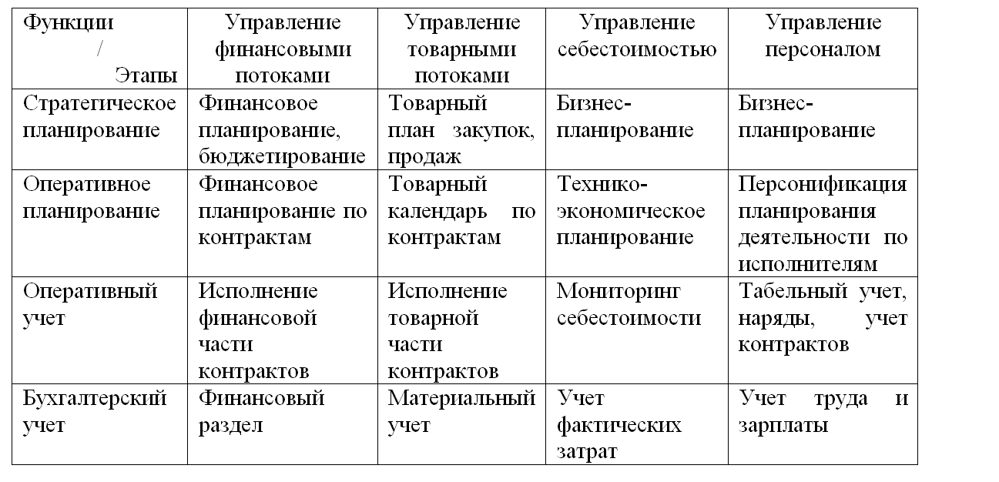 Функции
/
Этапы
Управление
финансовыми
потоками
Управление
товарными
потоками
Управление
себестоимостью
Управление
персоналом
Стратегическое
планирование
Финансовое
планирование,
бюджетирование
Товарный
план закупок,
продаж
Бизнес-
планирование
Бизнес-
планирование
Оперативное
планирование
Финансовое
планирование по
контрактам
Товарный
календарь по
контрактам
Технико-
экономическое
планирование
Персонификация
планирования
деятельности по
исполнителям
Оперативный
учет
Исполнение
финансовой
части
контрактов
Исполнение
товарной
части
контрактов
Мониторинг
себестоимости
Табельный учет,
наряды, учет
контрактов
Бухгалтерский
учет
Финансовый
раздел
Материальный
учет
Учет
фактических
затрат
Учет труда и
зарплаты